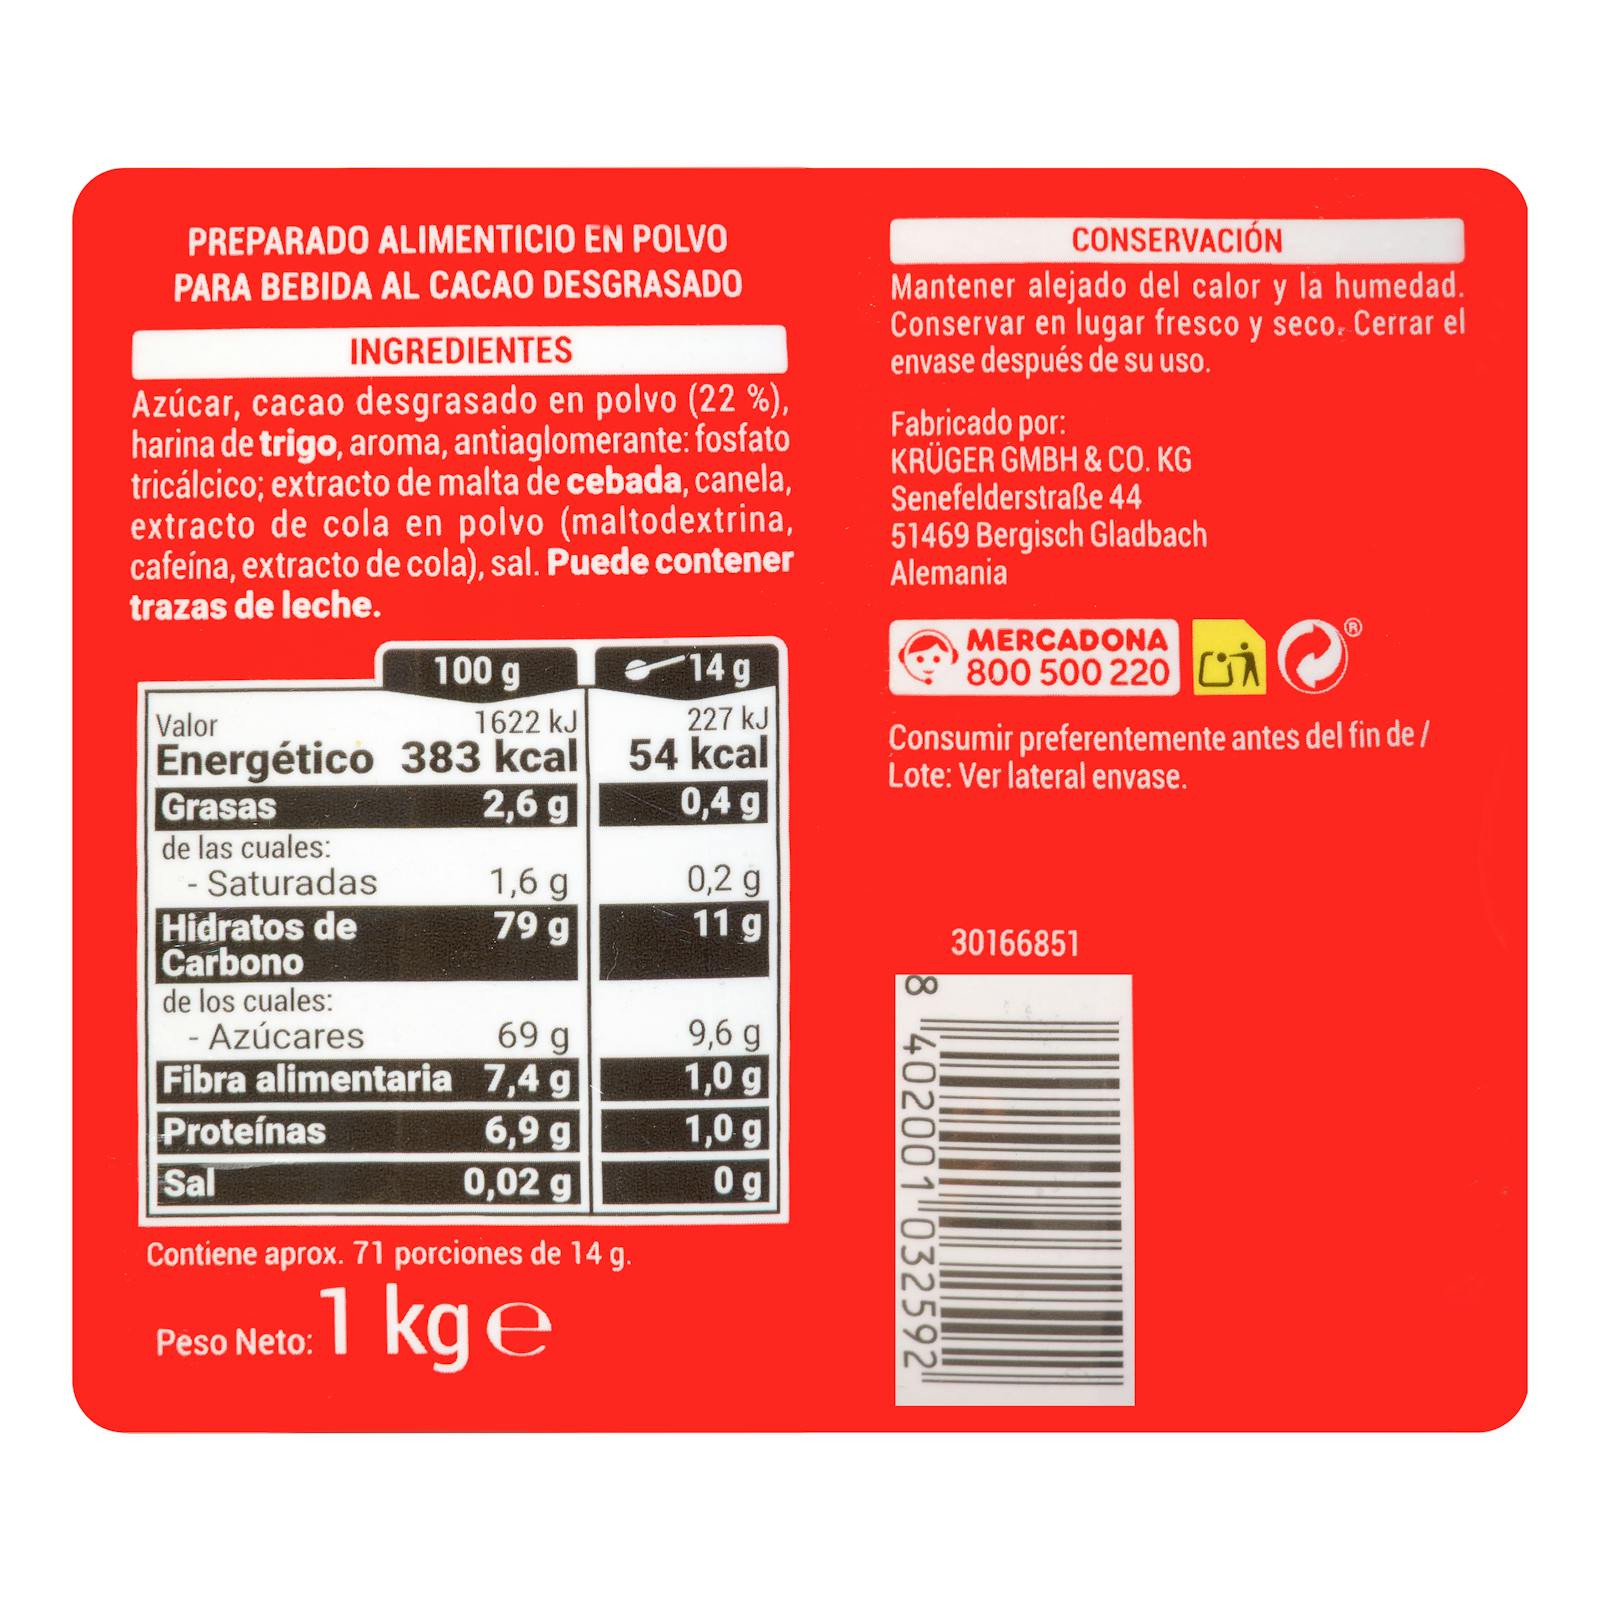 PREPARADO ALIMENTICIO EN POLVO
PARA BEBIDA AL CACAO DESGRASADO
INGREDIENTES
Azúcar, cacao desgrasado en polvo (22 %),
harina de trigo, aroma, antiaglomerante: fosfato
tricálcico; extracto de malta de cebada, canela,
extracto de cola en polvo (maltodextrina,
cafeína, extracto de cola), sal. Puede contener
trazas de leche.
100 g 14 g
Valor 1622 kJ 227 kJ
Energético 383 kcal 54 kcal
Grasas 2,6 g 0,4 g
de las cuales:
- Saturadas 1,6 g 0,2 g
Hidratos de 79 g 11 g
Carbono
de los cuales:
- Azúcares 69 g 9,6 g
Fibra alimentaria 7,4 g 1,0 g
Proteínas 6,9 g 1,0 g
Sal 0,02 g 0 g
Contiene aprox. 71 porciones de 14 g.
Peso Neto: 1 kg e
CONSERVACIÓN
Mantener alejado del calor y la humedad.
Conservar en lugar fresco y seco. Cerrar el
envase después de su uso.
Fabricado por:
KRÜGER GMBH & CO. KG
Senefelderstraße 44
51469 Bergisch Gladbach
Alemania
MERCADONA
800 500 220
®
Consumir preferentemente antes del fin de /
Lote: Ver lateral envase.
30166851
8 402001 032592